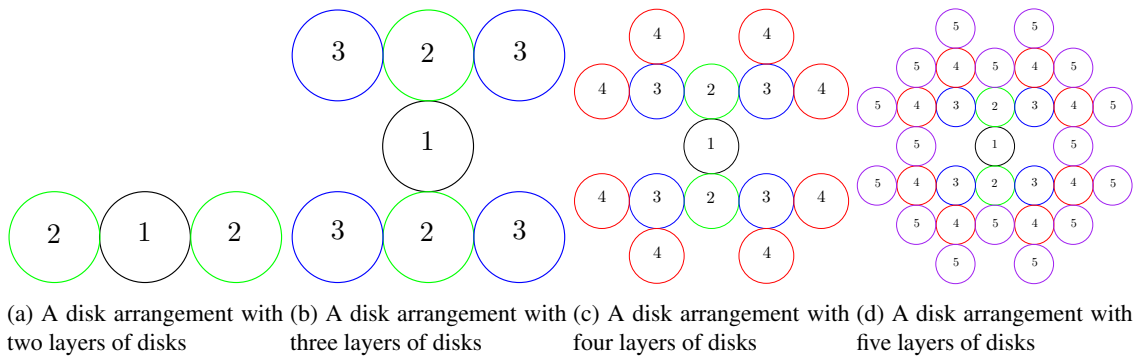 2 1 2
(a) A disk arrangement with
two layers of disks
3 2 3
1
3 2 3
(b) A disk arrangement with
three layers of disks
4 4
4 3 2 3 4
1
4 3 2 3 4
4 4
(c) A disk arrangement with
four layers of disks
5 5
5 4 5 4 5
5 4 3 2 3 4 5
5 1 5
5 4 3 2 3 4 5
5 4 5 4 5
5 5
(d) A disk arrangement with
five layers of disks